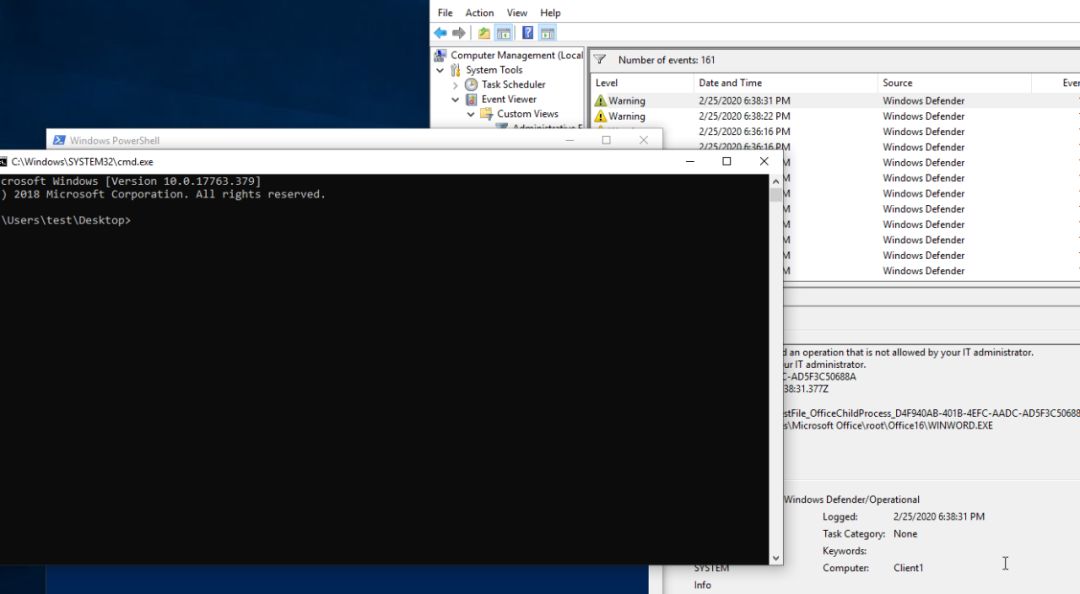 File Action View Help
Computer Management (Local
System Tools
Task Scheduler
Event Viewer
Custom Views
Number of events: 161
Level Date and Time Source
Warning 2/25/2020 6:38:31 PM Windows Defender
Warning 2/25/2020 6:38:22 PM Windows Defender
2/25/2020 6:36:16 PM Windows Defender
2/25/2020 6:36:16 PM Windows Defender
M Windows Defender
M Windows Defender
M Windows Defender
M Windows Defender
M Windows Defender
M Windows Defender
M Windows Defender
M Windows Defender
Windows PowerShell
C:\Windows\SYSTEM32\cmd.exe
crosoft Windows [Version 10.0.17763.379]
) 2018 Microsoft Corporation. All rights reserved.
\Users\test\Desktop>
d an operation that is not allowed by your IT administrator.
ur IT administrator.
C-AD5F3C50688A
38:31.377Z
stFile_OfficeChildProcess_D4F940AB-401B-4EFC-AADC-AD5F3C50688
s\Microsoft Office\root\Office16\WINWORD.EXE
Windows Defender/Operational
Logged: 2/25/2020 6:38:31 PM
Task Category: None
Keywords:
SYSTEM Computer: Client1
Info